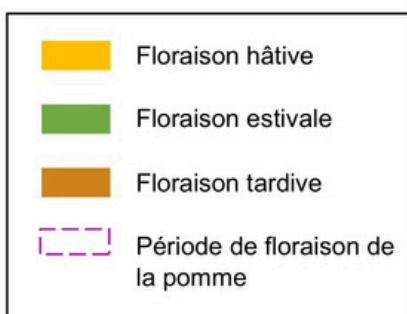 Floraison hâtive
Floraison estivale
Floraison tardive
Période de floraison de
la pomme